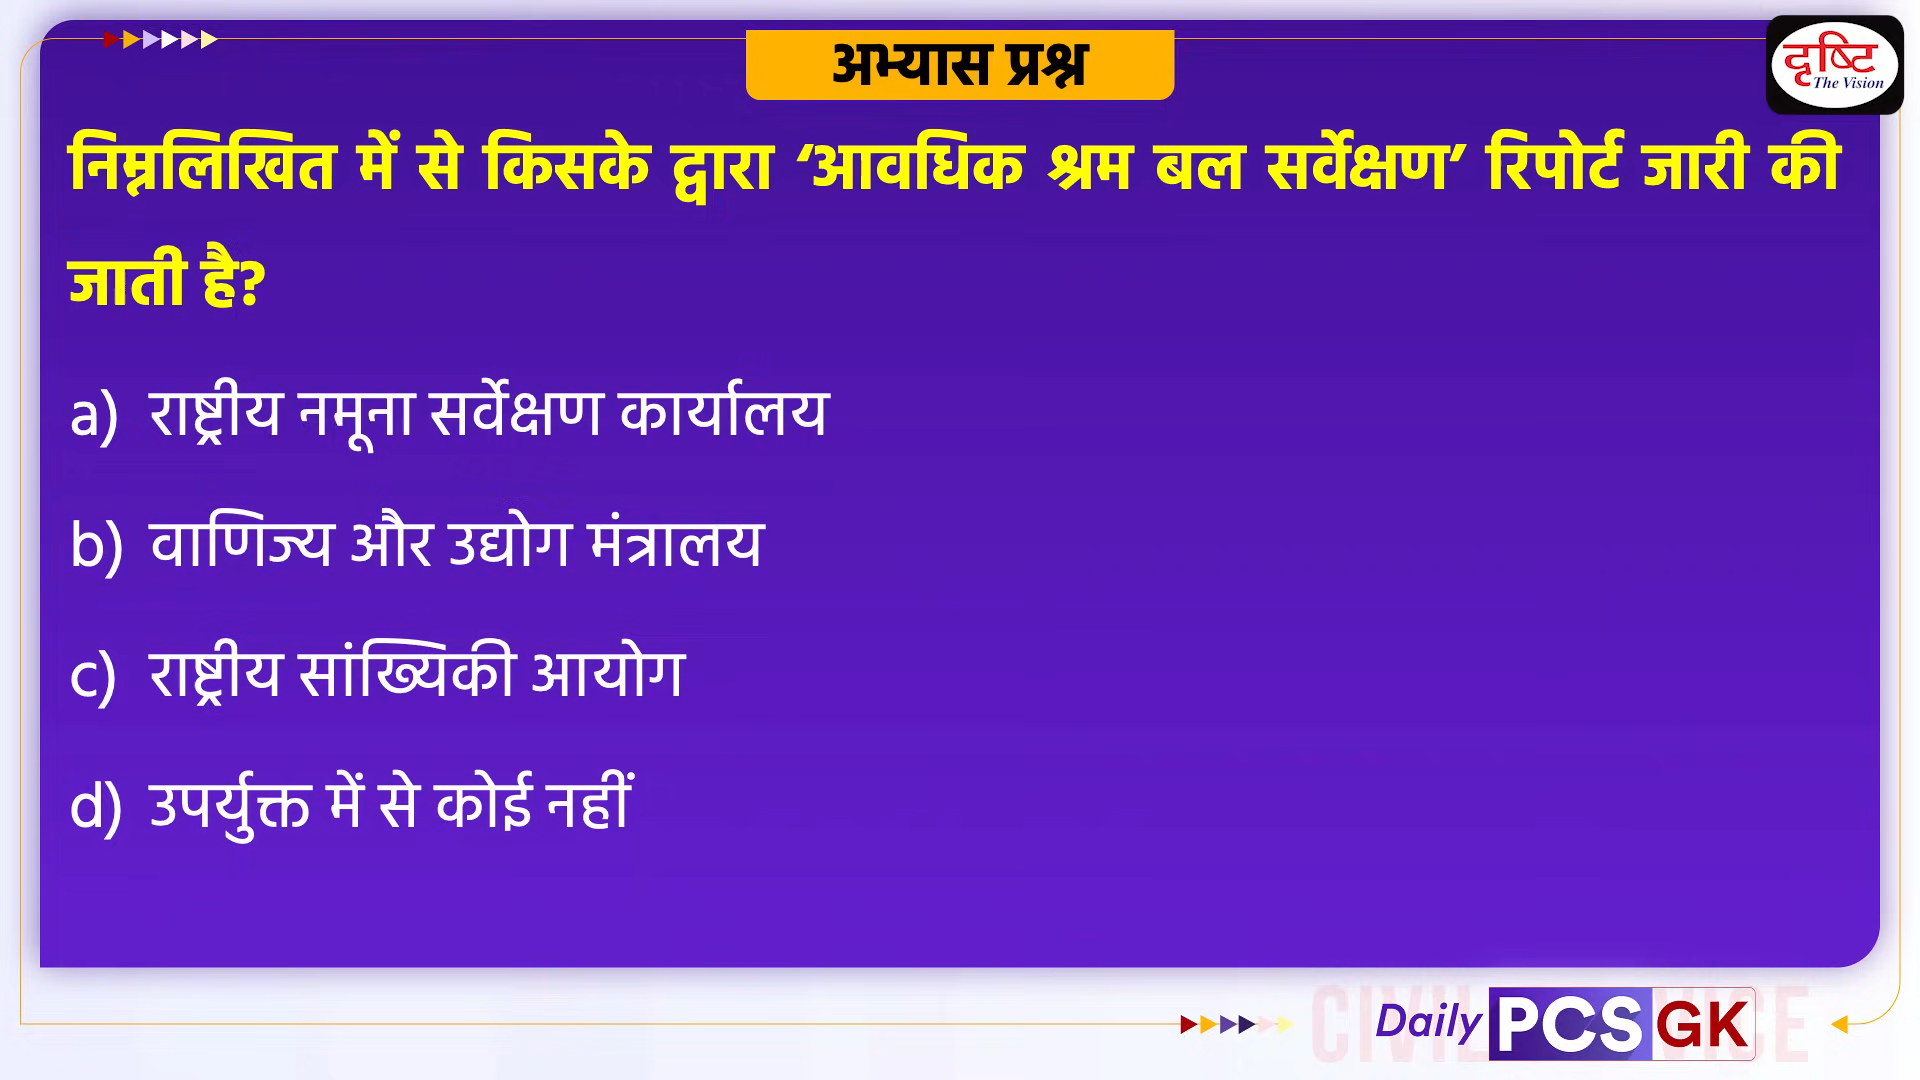 अभ्यास प्रश्न
दृष्टि
The Vision
निम्नलिखित में से किसके द्वारा ‘आवधिक श्रम बल सर्वेक्षण’ रिपोर्ट जारी की
जाती है?
a) राष्ट्रीय नमूना सर्वेक्षण कार्यालय
b) वाणिज्य और उद्योग मंत्रालय
c) राष्ट्रीय सांख्यिकी आयोग
d) उपर्युक्त में से कोई नहीं
Daily PCS GK